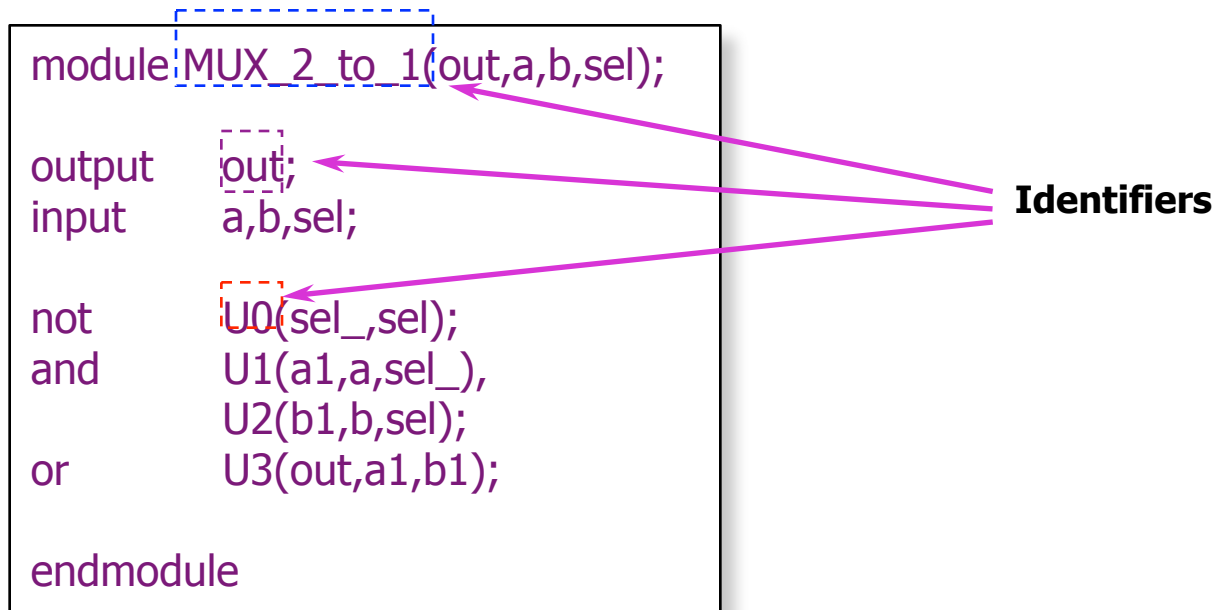 module MUX_2_to_1(out,a,b,sel);
output out;
input a,b,sel;
not U0(sel_,sel);
and U1(a1,a,sel_),
U2(b1,b,sel);
or U3(out,a1,b1);
endmodule
Identifiers